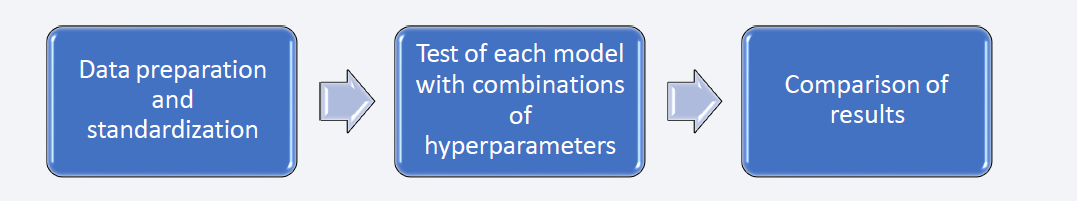 Data preparation
and
standardization
Test of each model
with combinations
of
hyperparameters
Comparison of
results